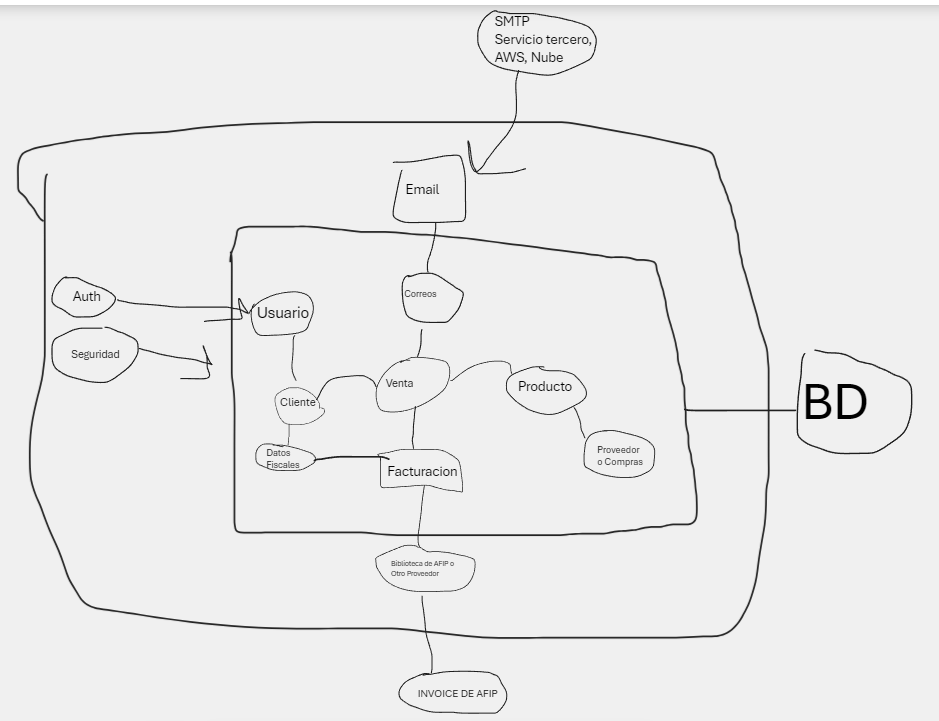 SMTP
Servicio tercero,
AWS, Nube
Email
Auth
Correos
Usuario
Seguridad
Cliente
Venta
Producto
BD
Datos
Fiscales
Facturacion
Proveedor
o Compras
Biblioteca de AFIP o
Otro Proveedor
INVOICE DE AFIP